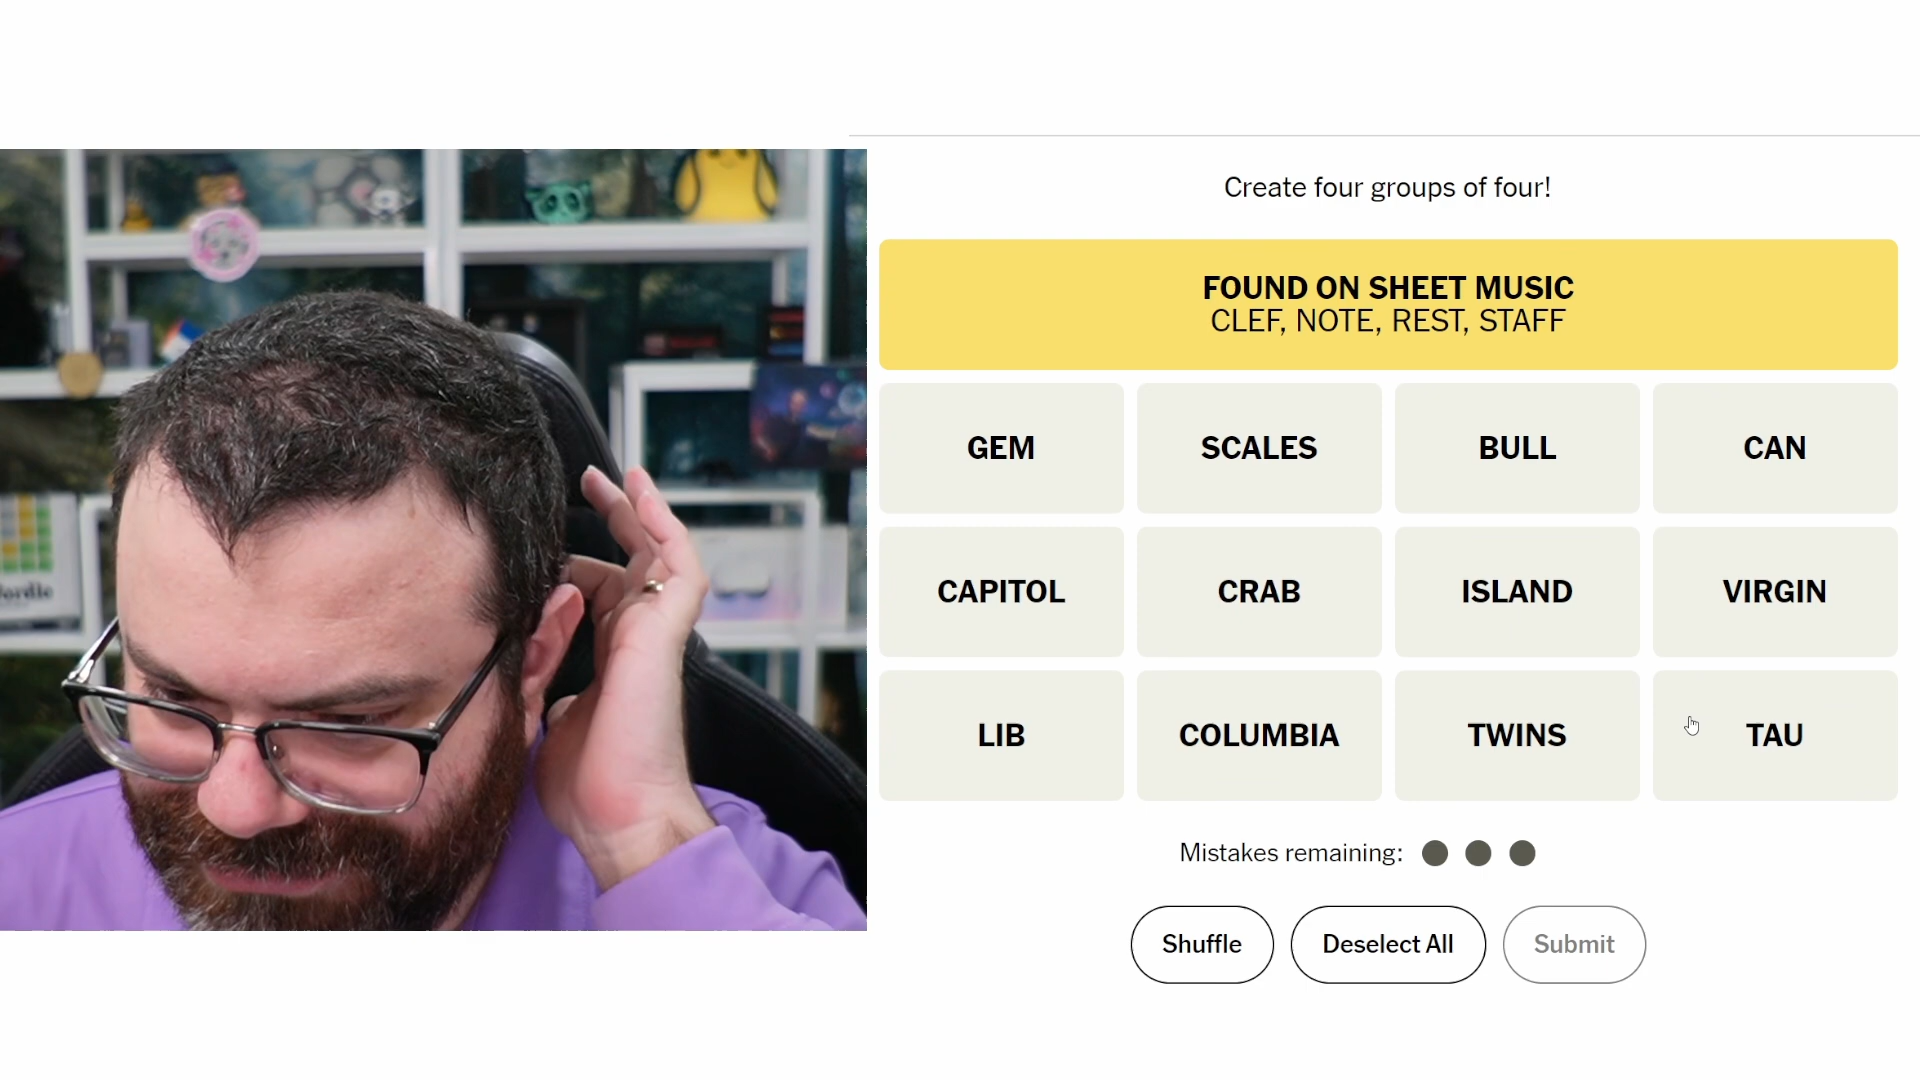 Create four groups of four!
FOUND ON SHEET MUSIC
CLEF, NOTE, REST, STAFF
GEM
SCALES
BULL
CAN
CAPITOL
CRAB
ISLAND
VIRGIN
LIB
COLUMBIA
TWINS
TAU
Mistakes remaining:
Shuffle
Deselect All
Submit